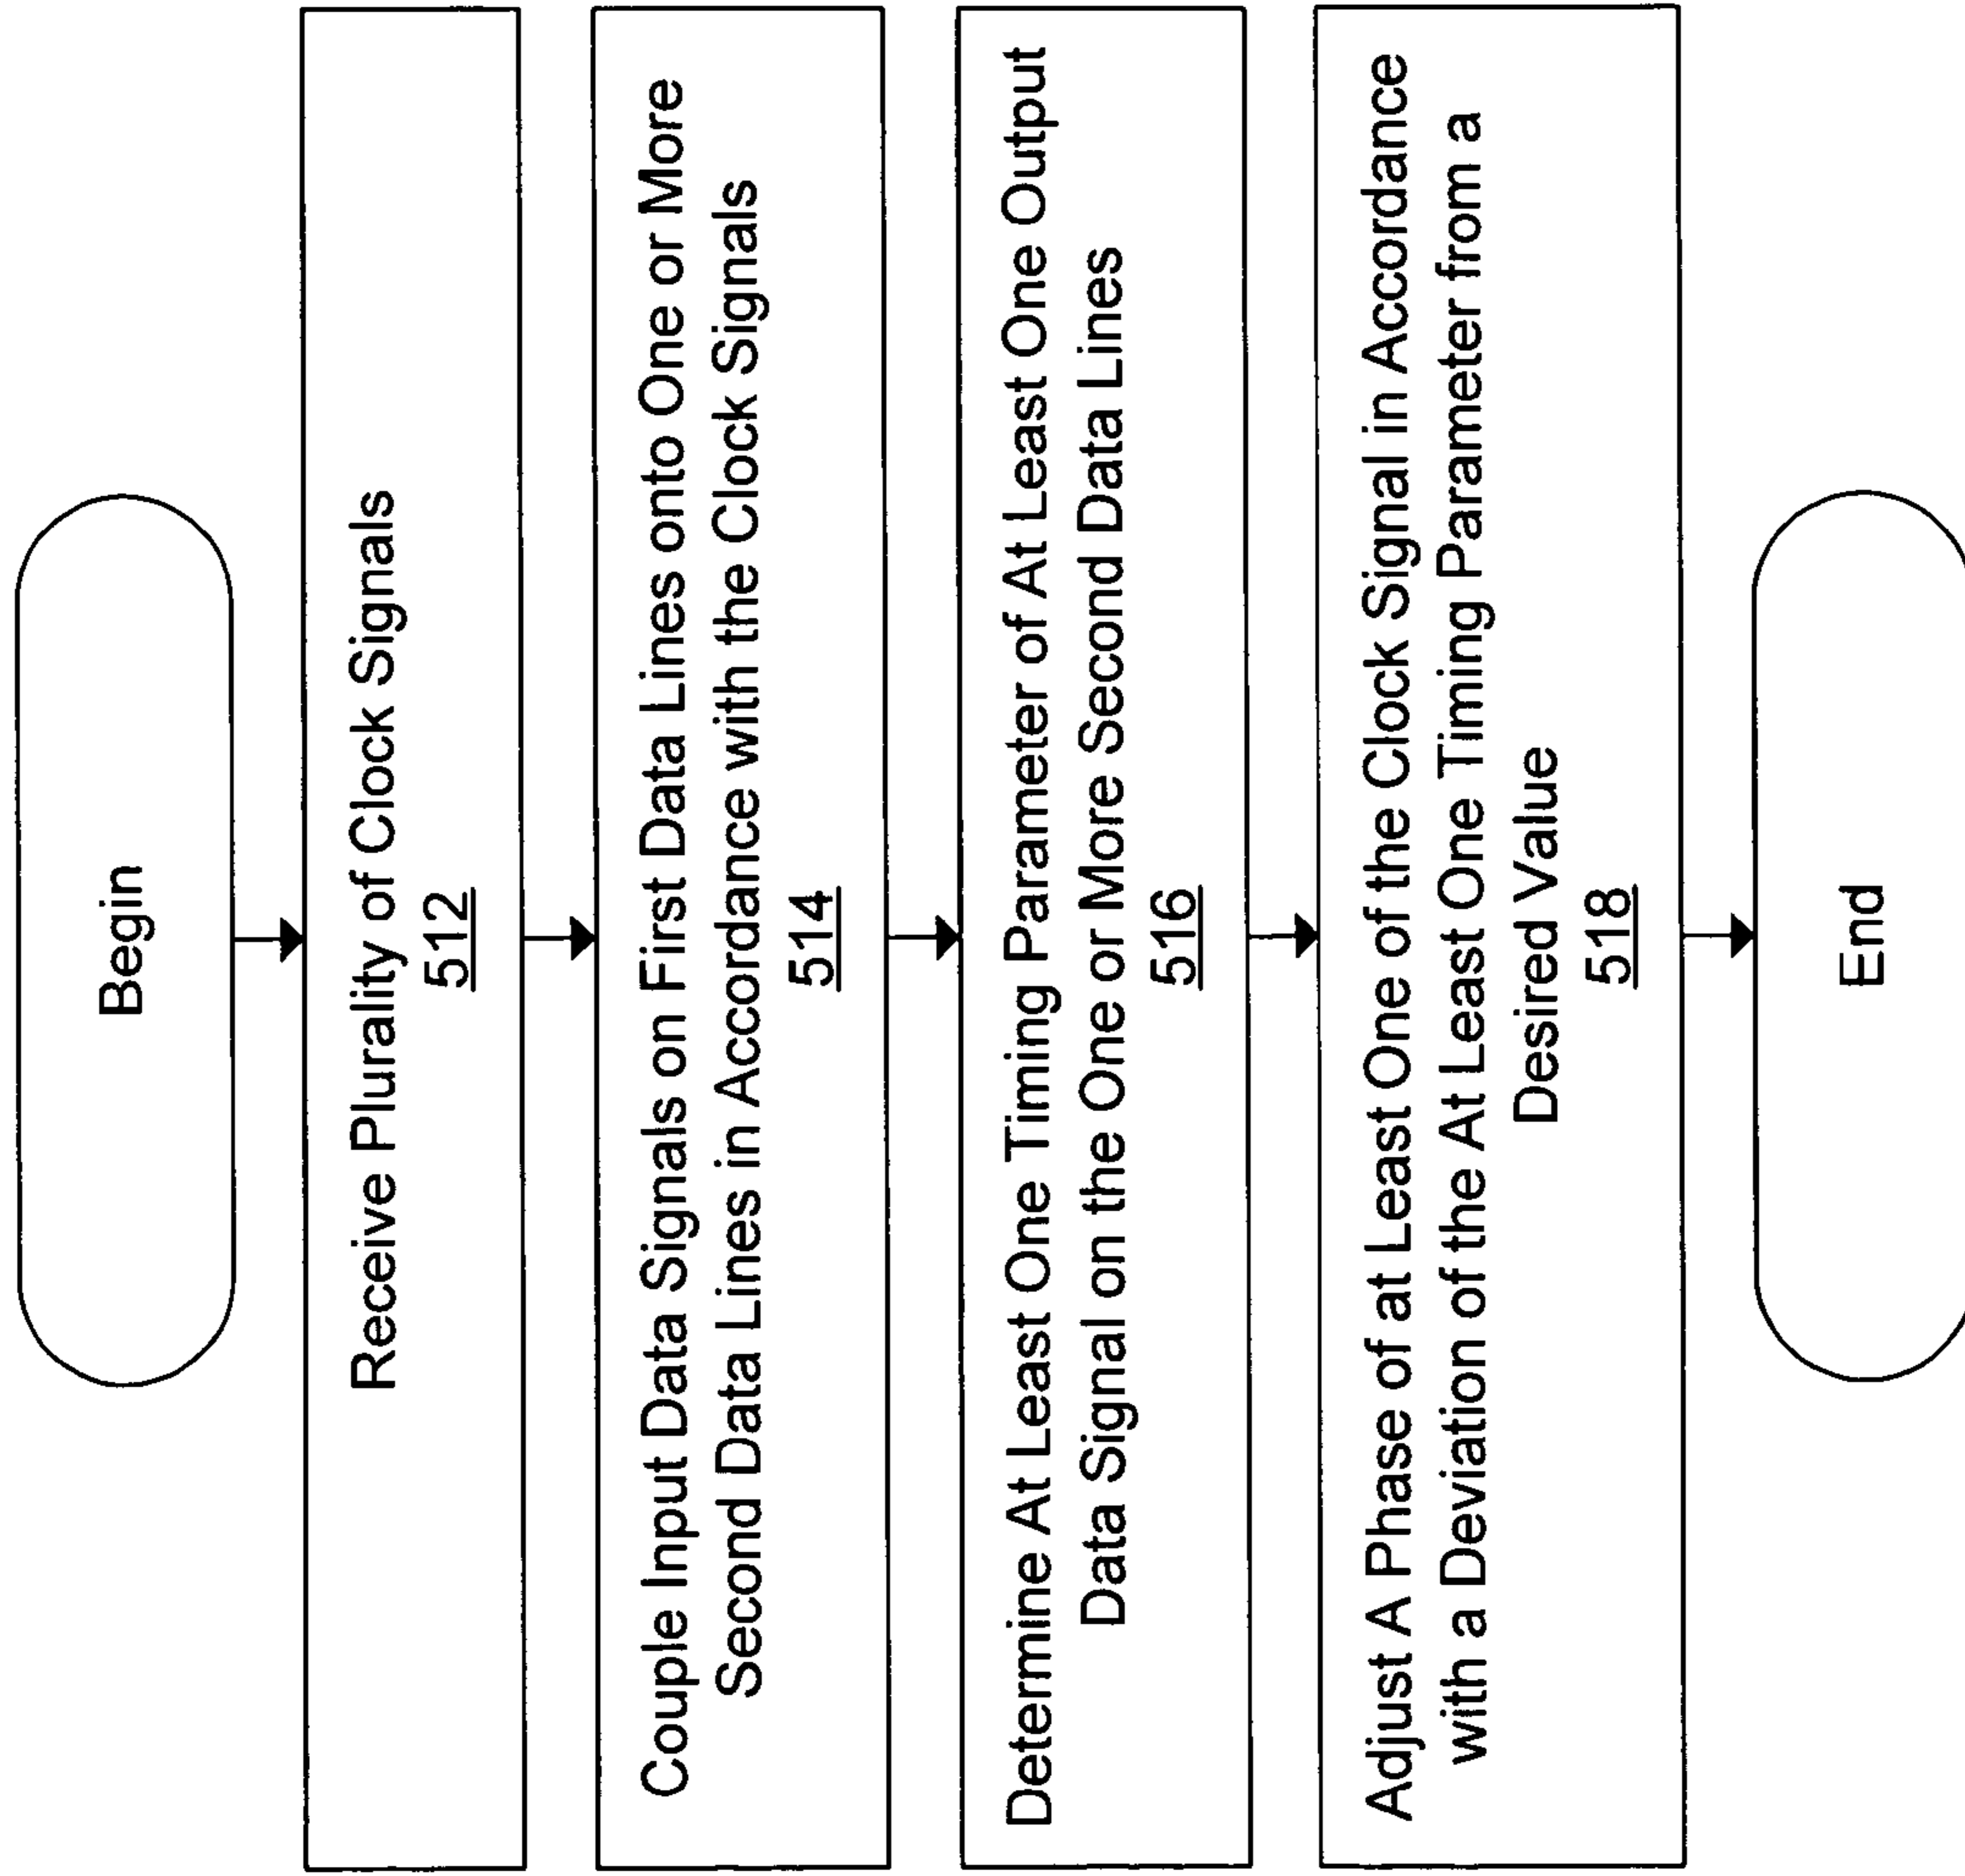 Begin
Receive Plurality of Clock Signals
512
Couple Input Data Signals on First Data Lines onto One or More
Second Data Lines in Accordance with the Clock Signals
514
Determine At Least One Timing Parameter of At Least One Output
Data Signal on the One or More Second Data Lines
516
Adjust A Phase of at Least One of the Clock Signal in Accordance
with a Deviation of the At Least One Timing Parameter from a
Desired Value
518
End